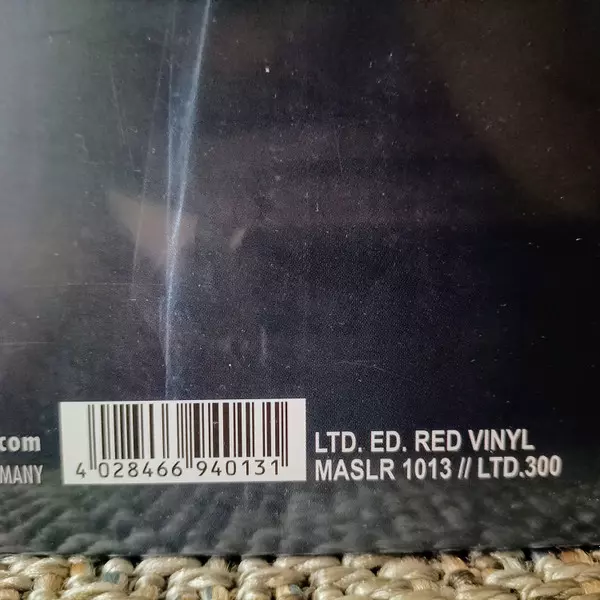 .com
MANY
4 028466 940131
LTD. ED. RED VINYL
MASLR 1013 // LTD.300